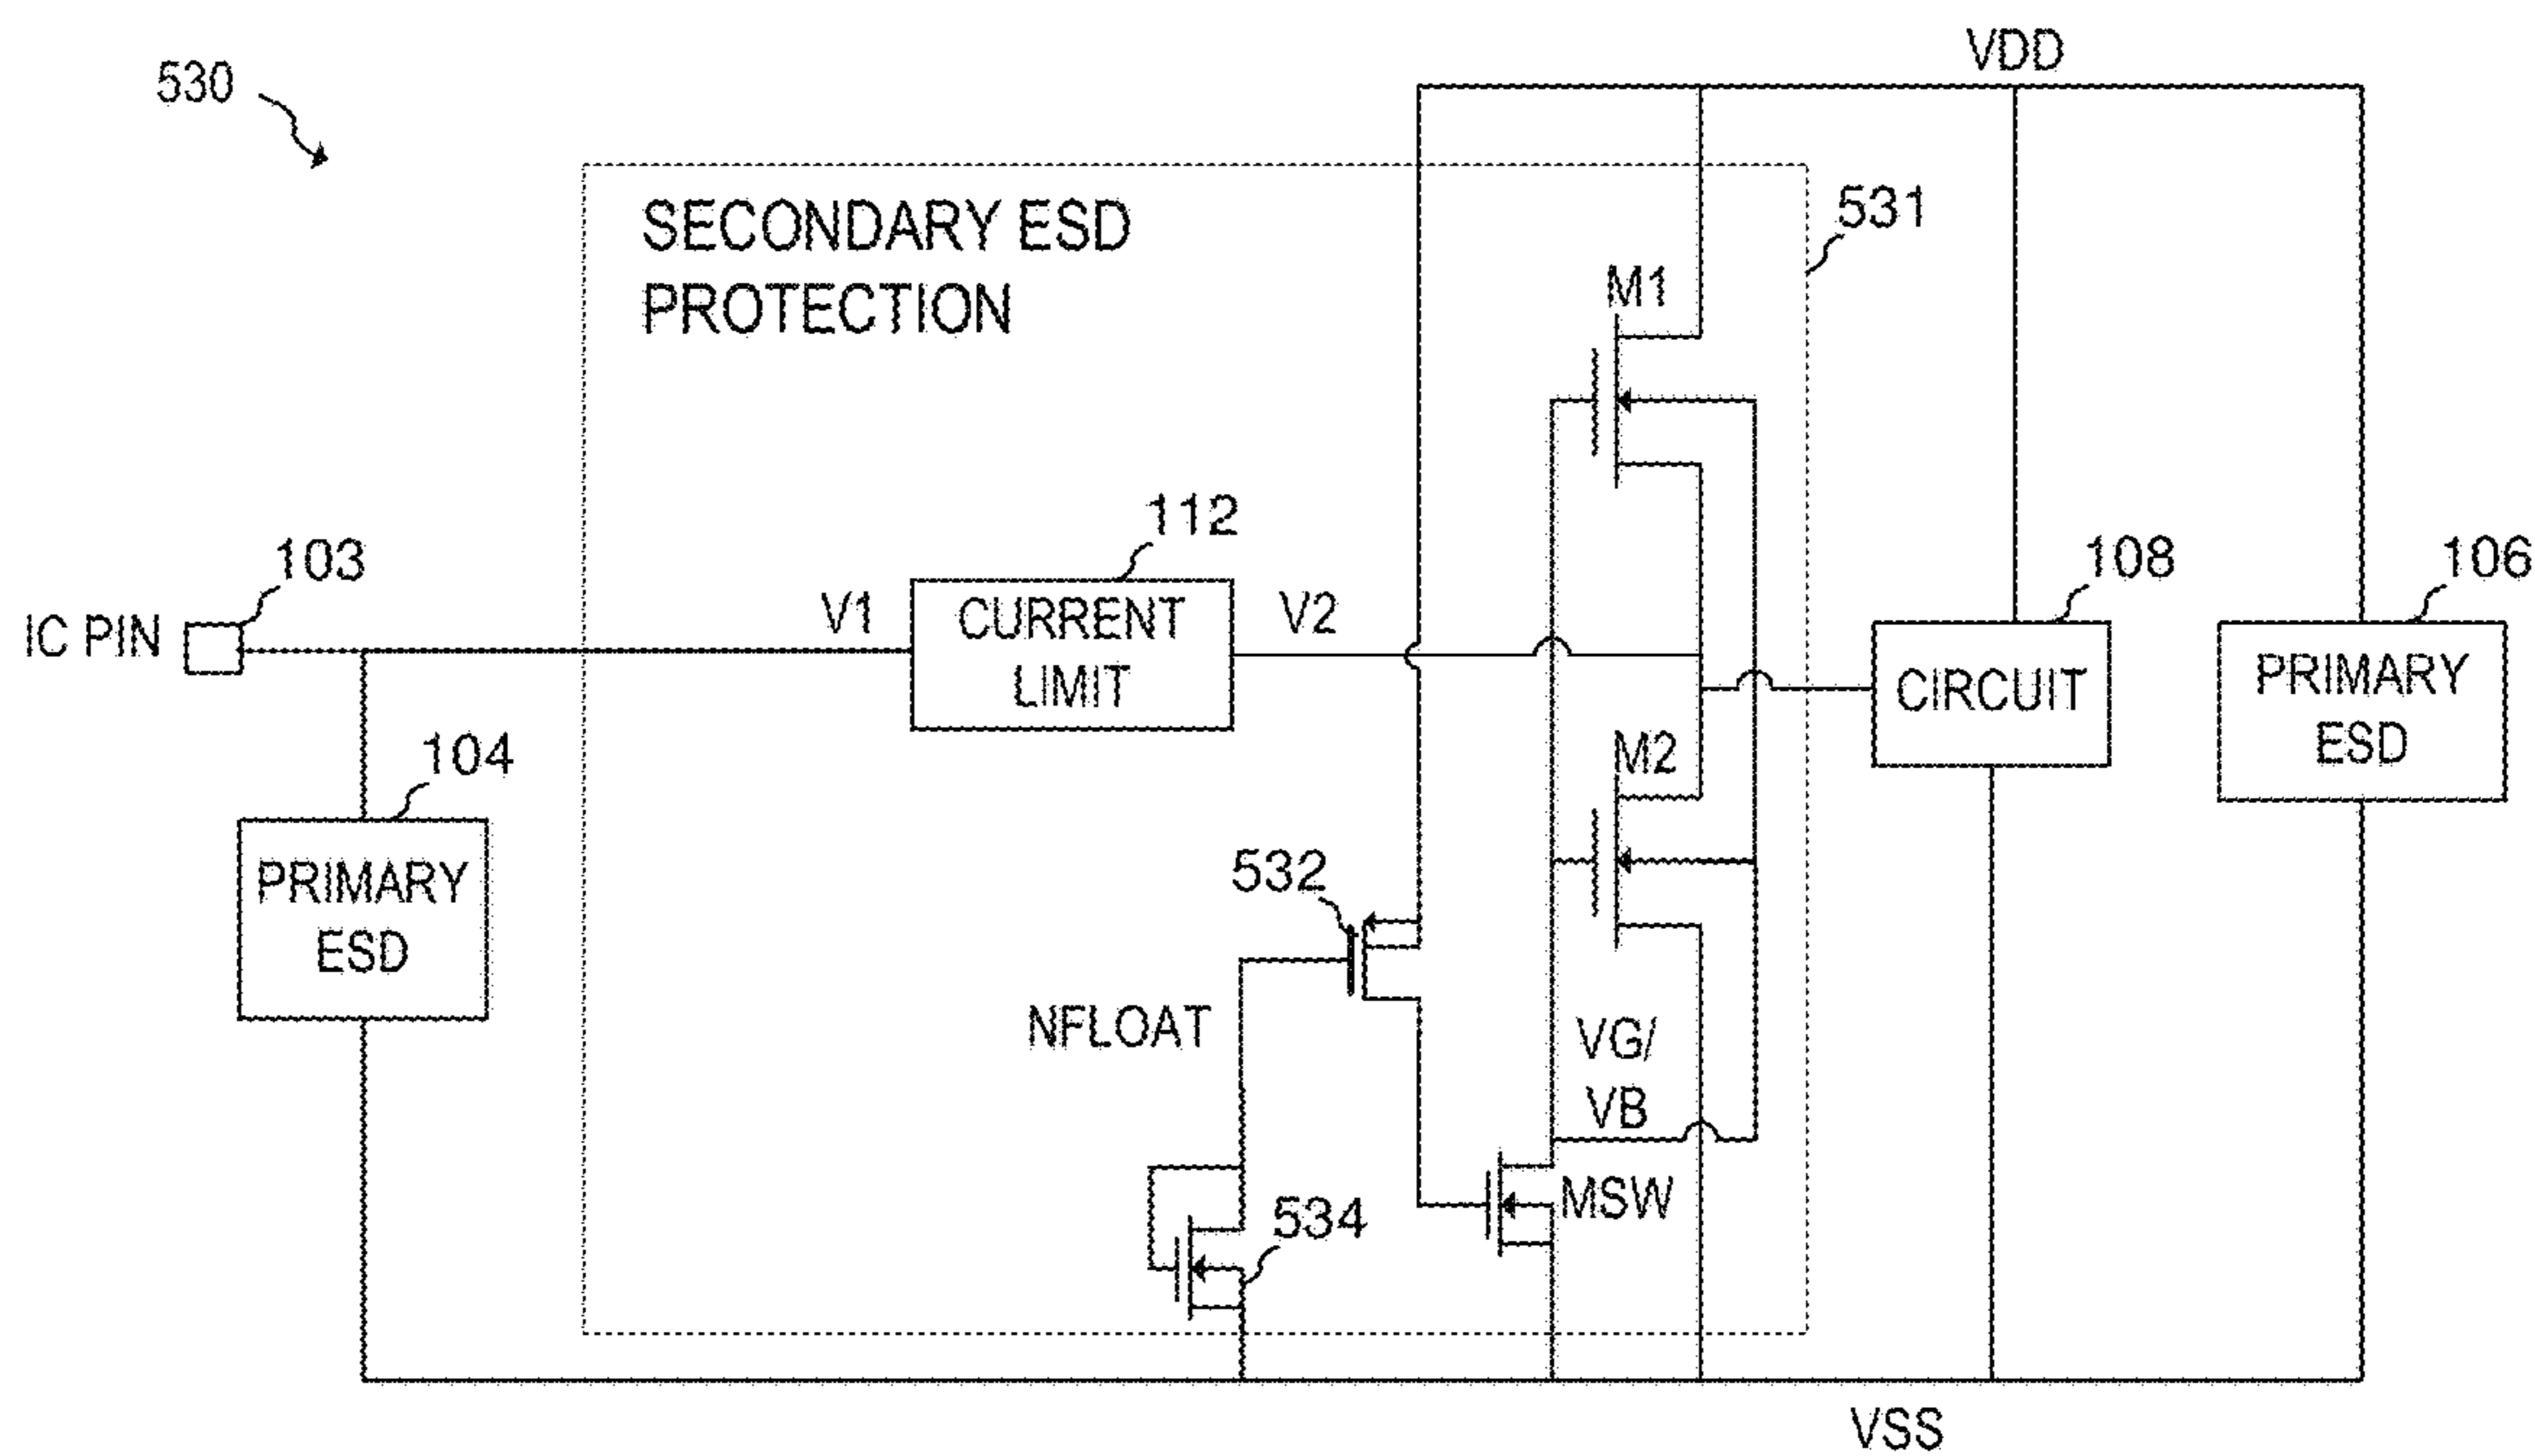 530
VDD
SECONDARY ESD
PROTECTION
531
M1
112
103
108
106
IC PIN
V1
CURRENT
LIMIT
V2
CIRCUIT
PRIMARY
ESD
M2
104
PRIMARY
ESD
532
NFLOAT
VG/
VB
MSW
534
VSS